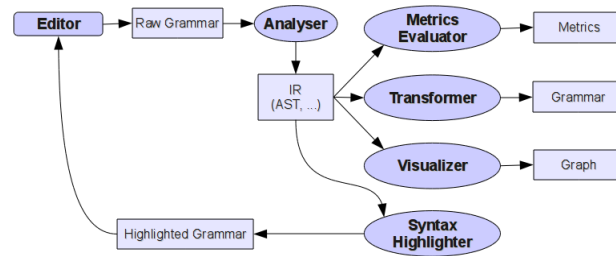 Editor
Raw Grammar
Analyser
Metrics
Evaluator
Metrics
IR
(AST, ...)
Transformer
Grammar
Visualizer
Graph
Highlighted Grammar
Syntax
Highlighter